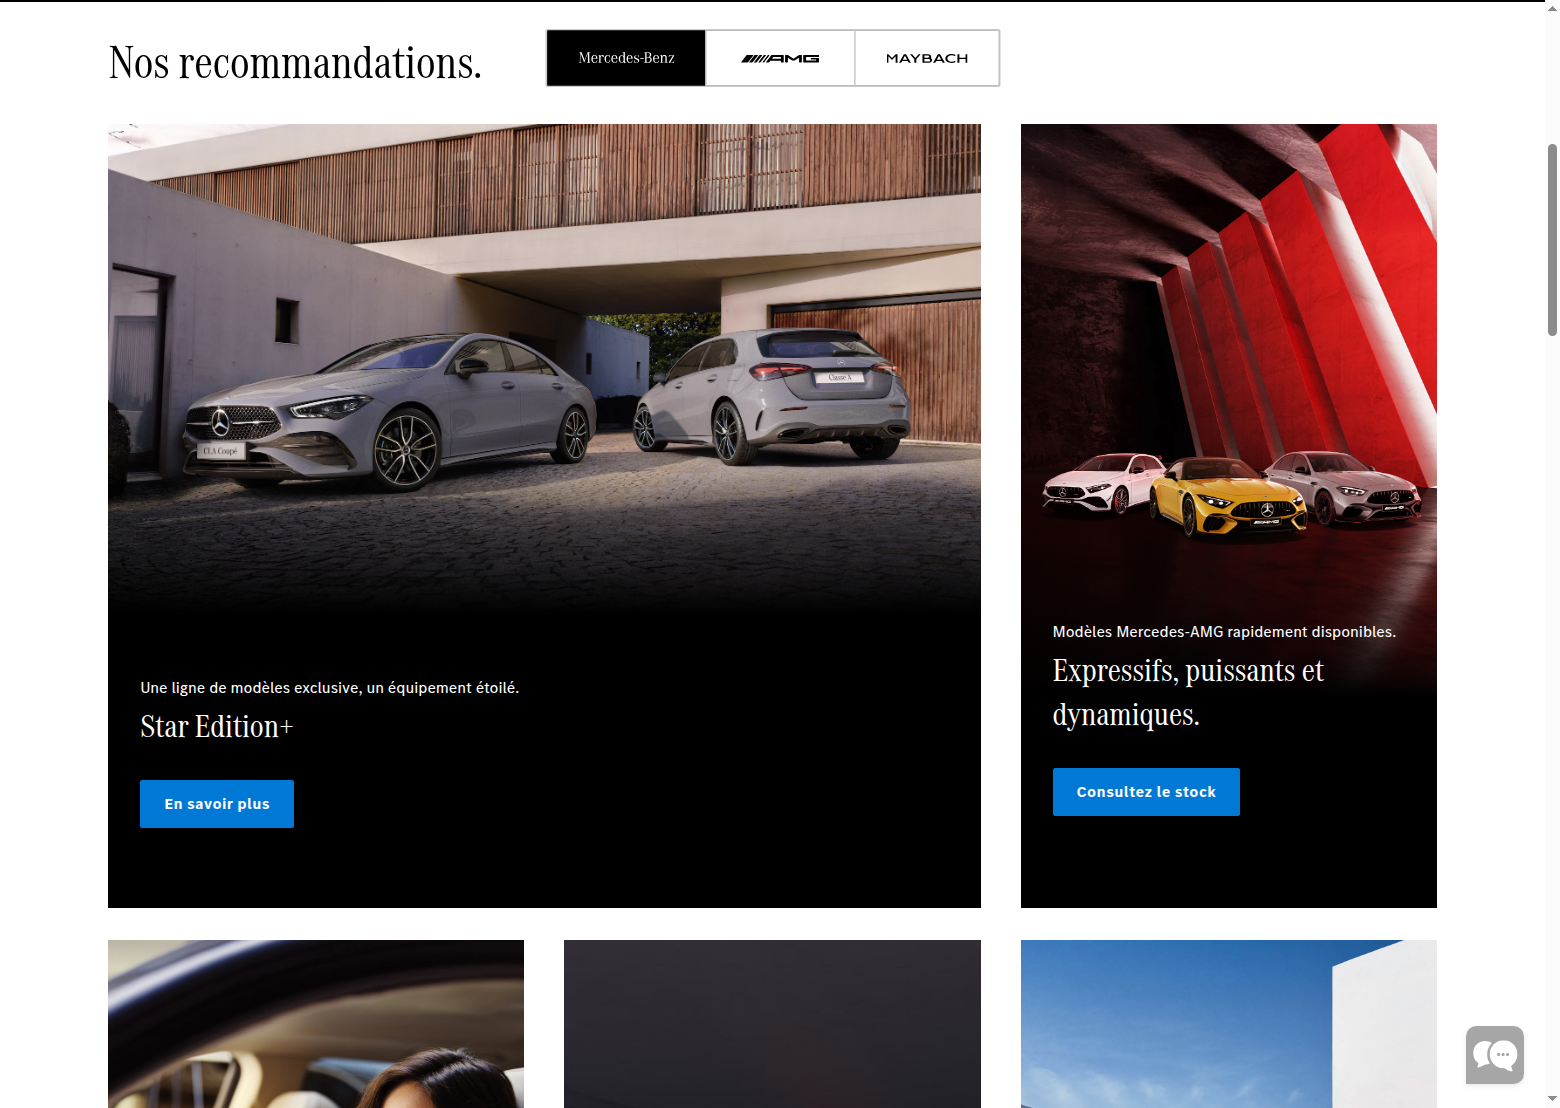 Nos recommandations.
Mercedes-Benz
AMG
MAYBACH
CLA Coupé
Classe A
AMG
Modèles Mercedes-AMG rapidement disponibles.
Expressifs, puissants et
dynamiques.
Consultez le stock
Une ligne de modèles exclusive, un équipement étoilé.
Star Edition+
En savoir plus